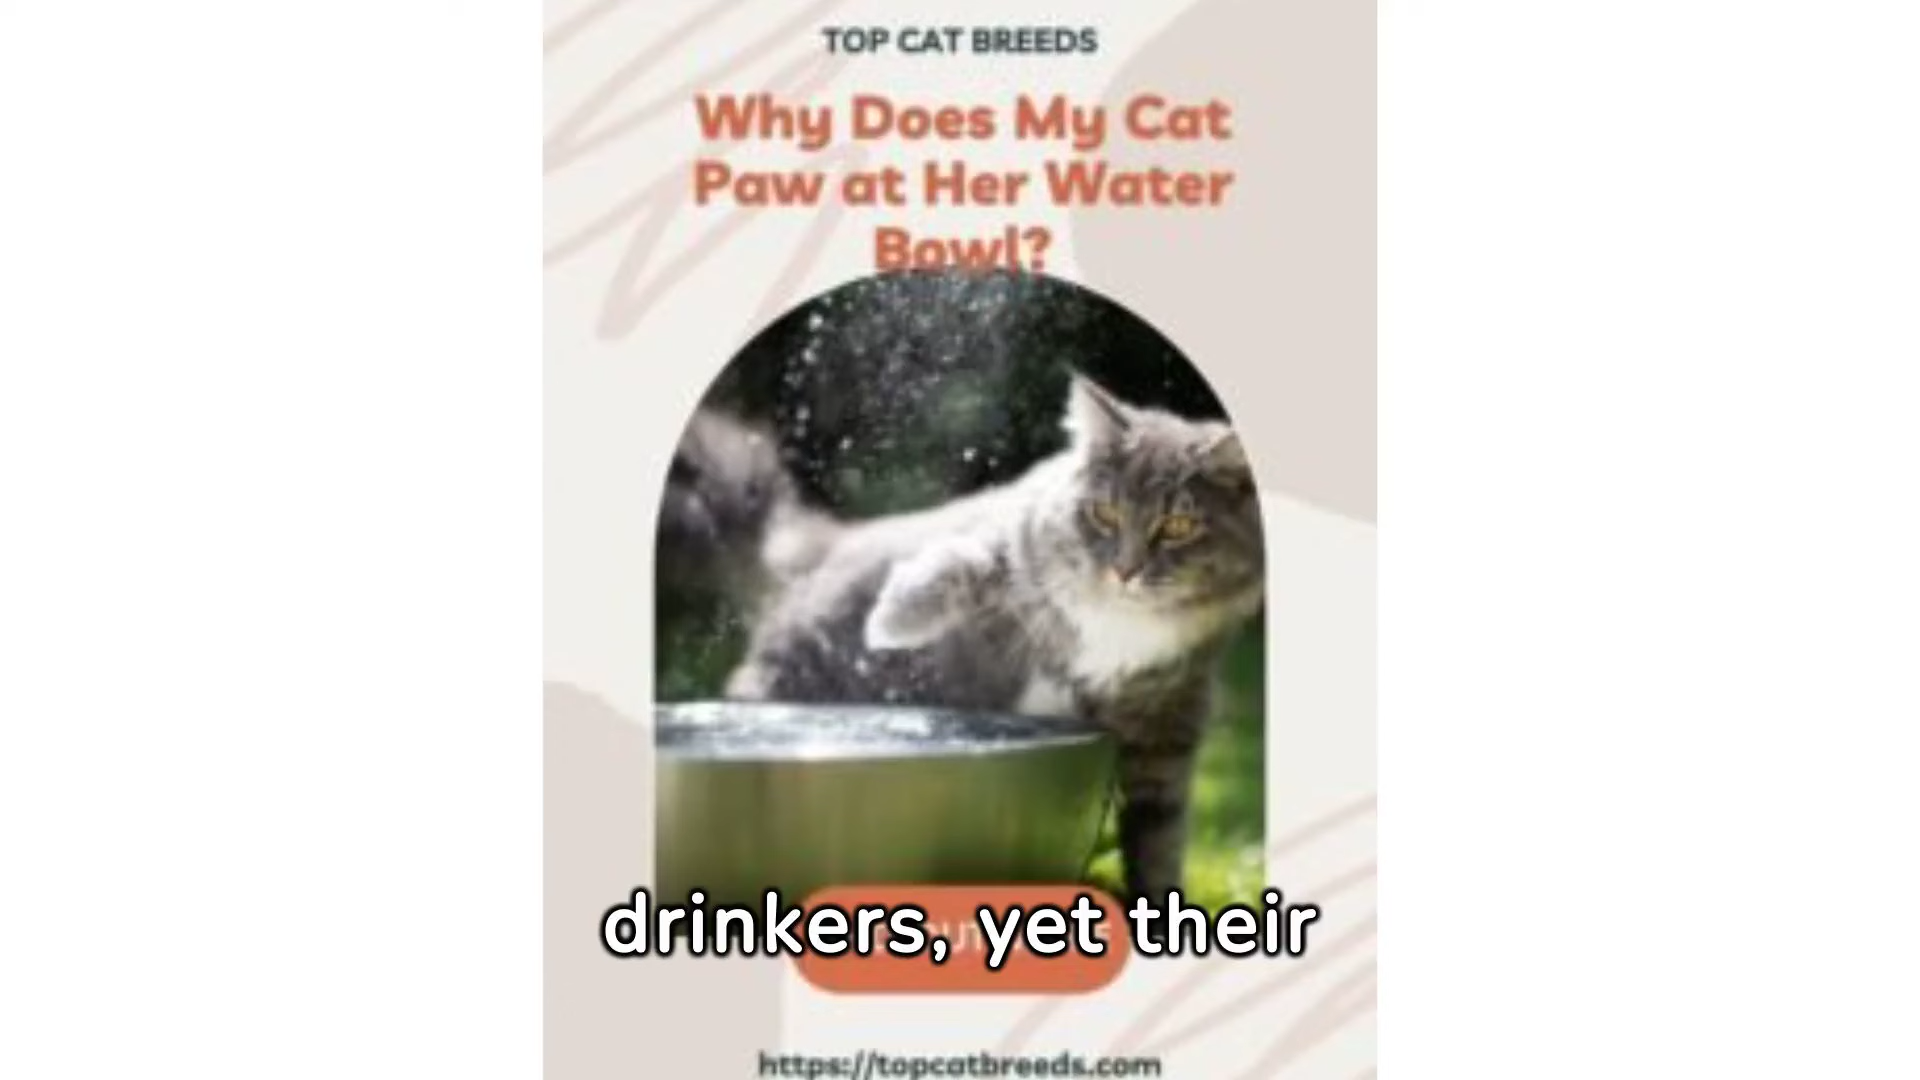 TOP CAT BREEDS
Why Does My Cat
Paw at Her Water
Bowl?
drinkers, yet their
https://topcatbreeds.com